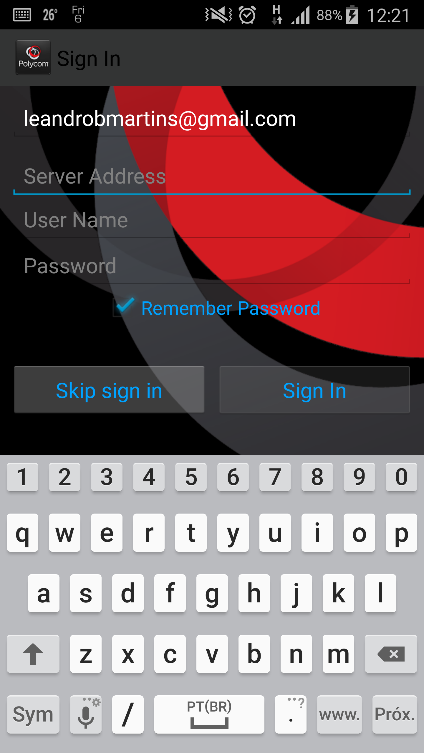 26° Fri 6 H 88% 12:21
Polycom Sign In
leandrobmartins@gmail.com
Server Address
User Name
Password
Remember Password
Skip sign in Sign In
1 2 3 4 5 6 7 8 9 0
q w e r t y u i o p
a s d f g h j k l
z x c v b n m
Sym / PT(BR) . ? www. Próx.